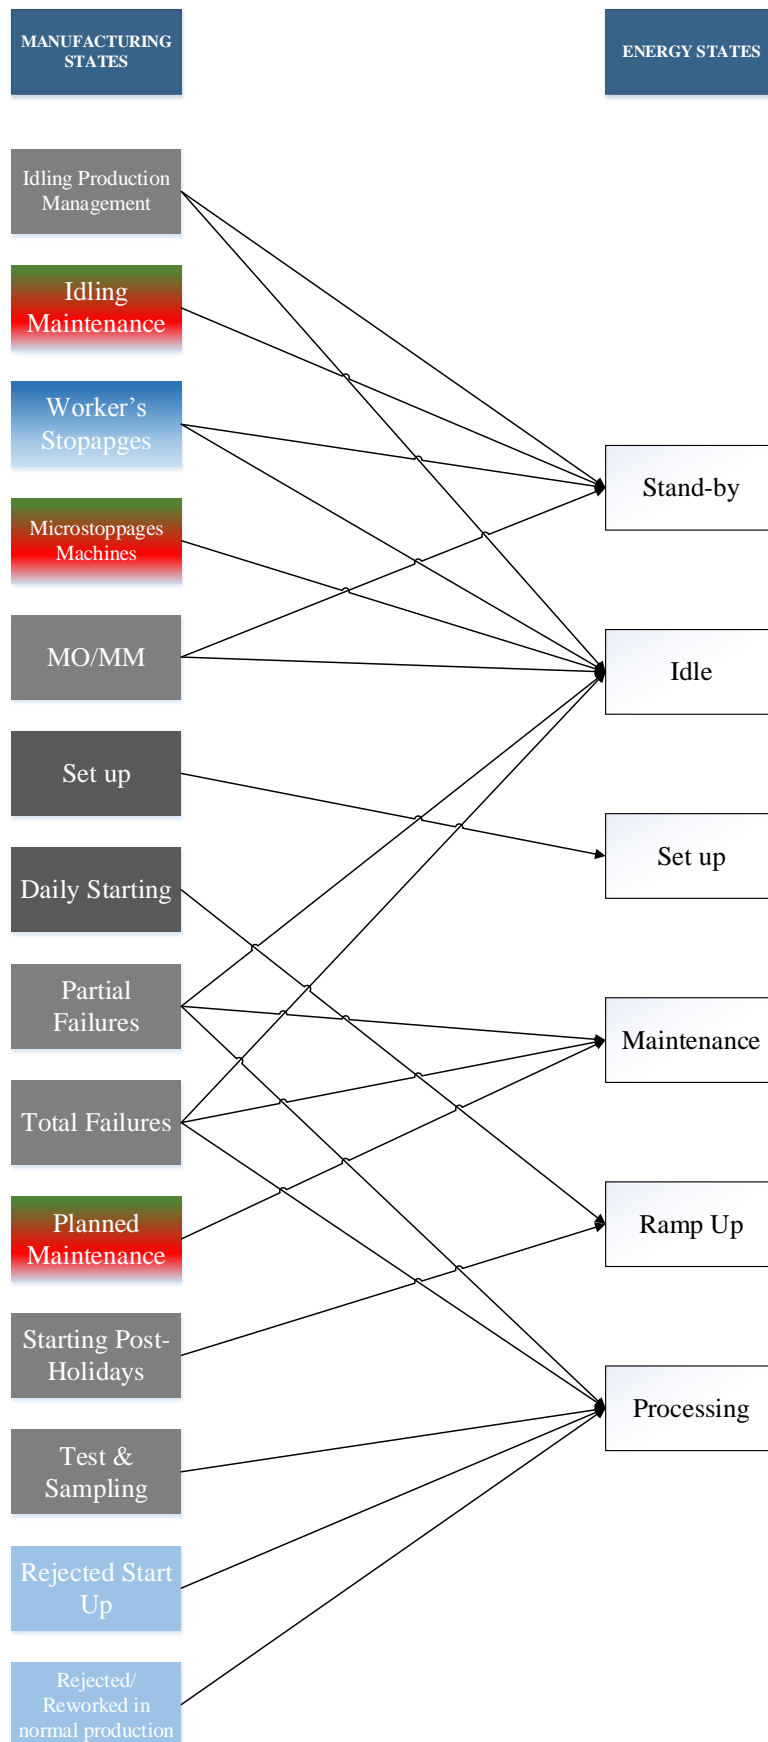 MANUFACTURING
STATES
ENERGY STATES
Idling Production
Management
Idling
Maintenance
Worker's
Stopapges
Stand-by
Microstoppages
Machines
MO/MM
Idle
Set up
Set up
Daily Starting
Partial
Failures
Maintenance
Total Failures
Planned
Maintenance
Ramp Up
Starting Post-
Holidays
Processing
Test &
Sampling
Rejected Start
Up
Rejected/
Reworked in
normal production